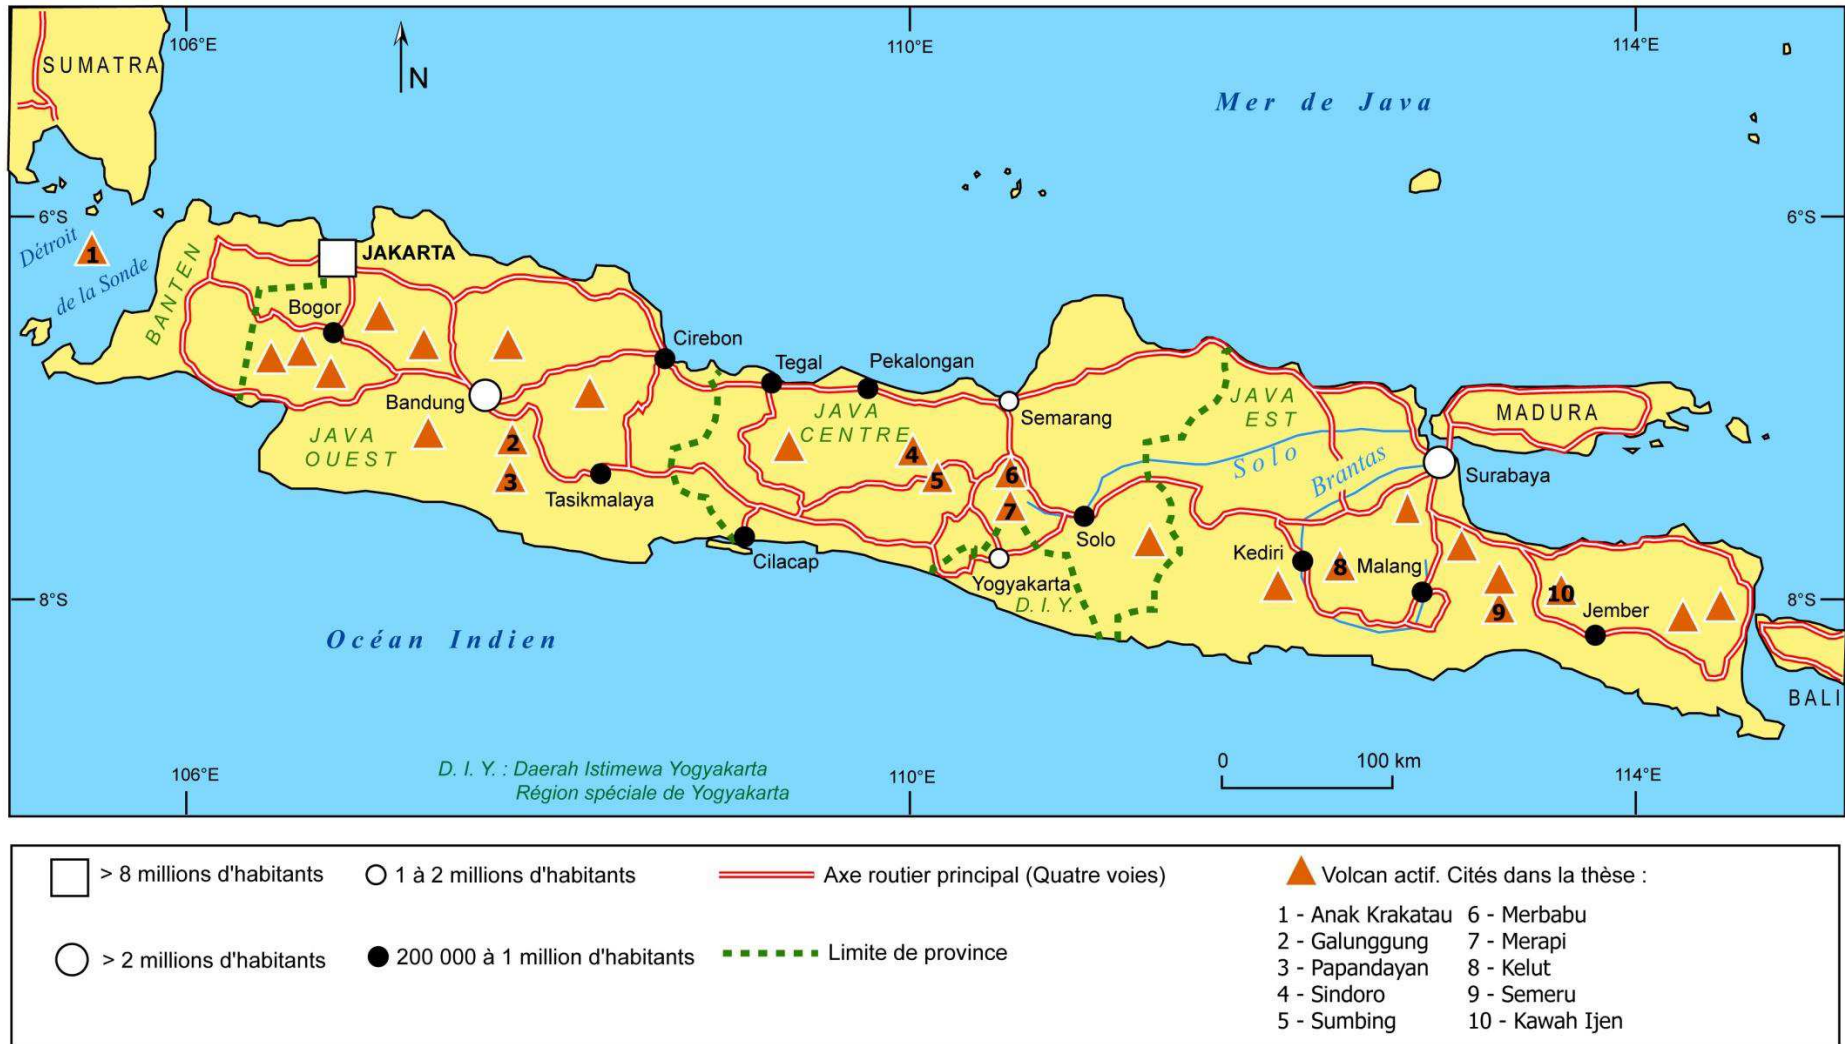 106°E
110°E
114°E
SUMATRA
N
Mer de Java
6°S
6°S
Détroit
de la Sonde
1
BANTEN
JAKARTA
Bogor
Cirebon
Tegal
Pekalongan
Bandung
JAVA
OUEST
2
3
Tasikmalaya
JAVA
CENTRE
4
5
Semarang
6
7
JAVA
EST
MADURA
Solo
Brantas
Surabaya
Cilacap
Solo
Yogyakarta
D. I. Y.
Kediri
8
Malang
9
10
Jember
8°S
8°S
Océan Indien
BALI
D. I. Y. : Daerah Istimewa Yogyakarta
Région spéciale de Yogyakarta
0
100 km
106°E
110°E
114°E
> 8 millions d'habitants
1 à 2 millions d'habitants
Axe routier principal (Quatre voies)
Volcan actif. Cités dans la thèse :
> 2 millions d'habitants
200 000 à 1 million d'habitants
Limite de province
1 - Anak Krakatau
2 - Galunggung
3 - Papandayan
4 - Sindoro
5 - Sumbing
6 - Merbabu
7 - Merapi
8 - Kelut
9 - Semeru
10 - Kawah Ijen